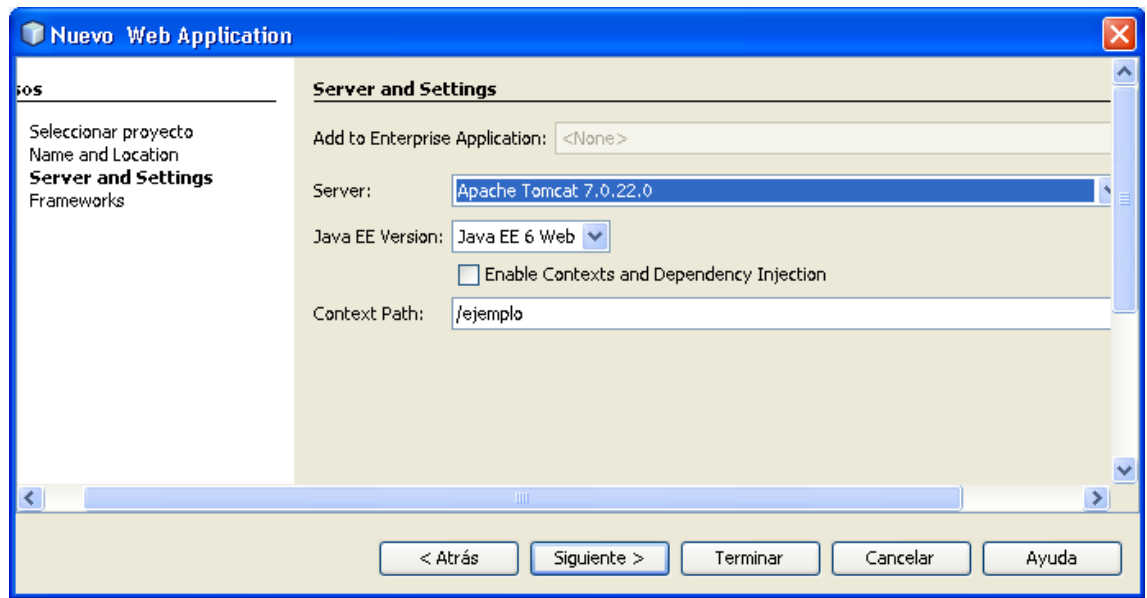 Nuevo Web Application
sos
Seleccionar proyecto
Name and Location
Server and Settings
Frameworks
Server and Settings
Add to Enterprise Application: <None>
Server: Apache Tomcat 7.0.22.0
Java EE Version: Java EE 6 Web
Enable Contexts and Dependency Injection
Context Path: /ejemplo
< Atrás Siguiente > Terminar Cancelar Ayuda